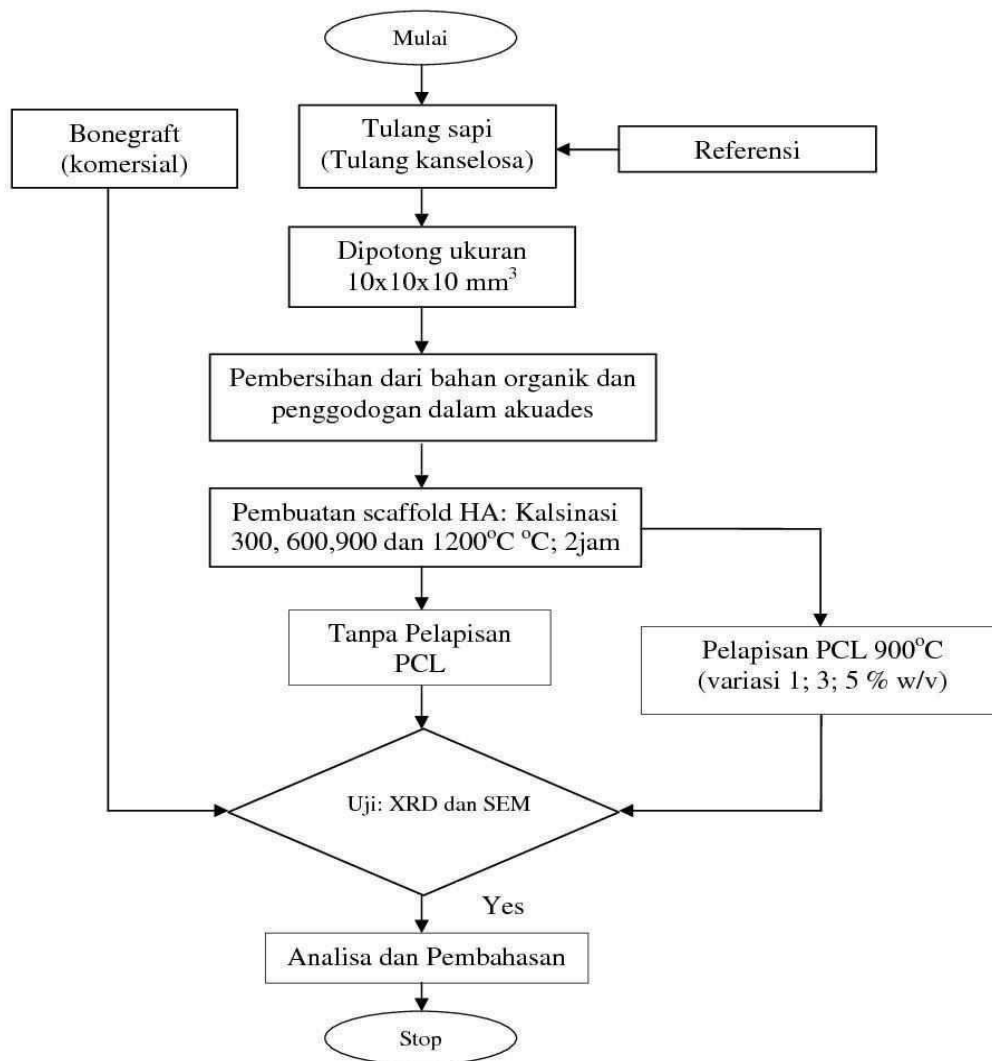 Mulai
Bonegraft
(komersial)
Tulang sapi
(Tulang kanselosa)
Referensi
Dipotong ukuran
10x10x10 mm³
Pembersihan dari bahan organik dan
penggodogan dalam akuades
Pembuatan scaffold HA: Kalsinasi
300, 600,900 dan 1200°C °C; 2jam
Tanpa Pelapisan
PCL
Pelapisan PCL 900°C
(variasi 1; 3; 5 % w/v)
Uji: XRD dan SEM
Yes
Analisa dan Pembahasan
Stop